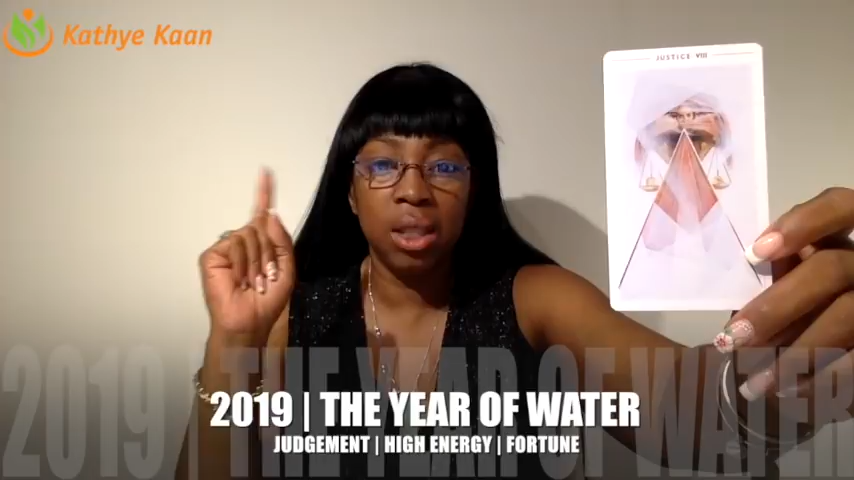 Kathye Kaan
JUSTICE VIII
2019 | THE YEAR OF WATER
2019 | THE YEAR OF WATER
JUDGEMENT | HIGH ENERGY | FORTUNE